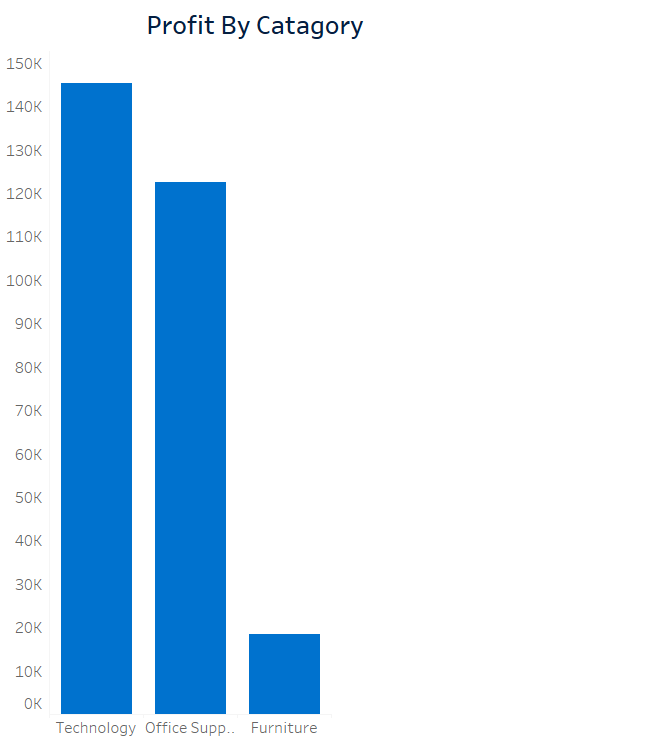 Profit By Catagory
150K
140K
130K
120K
110K
100K
90K
80K
70K
60K
50K
40K
30K
20K
10K
0K
Technology Office Supp.. Furniture